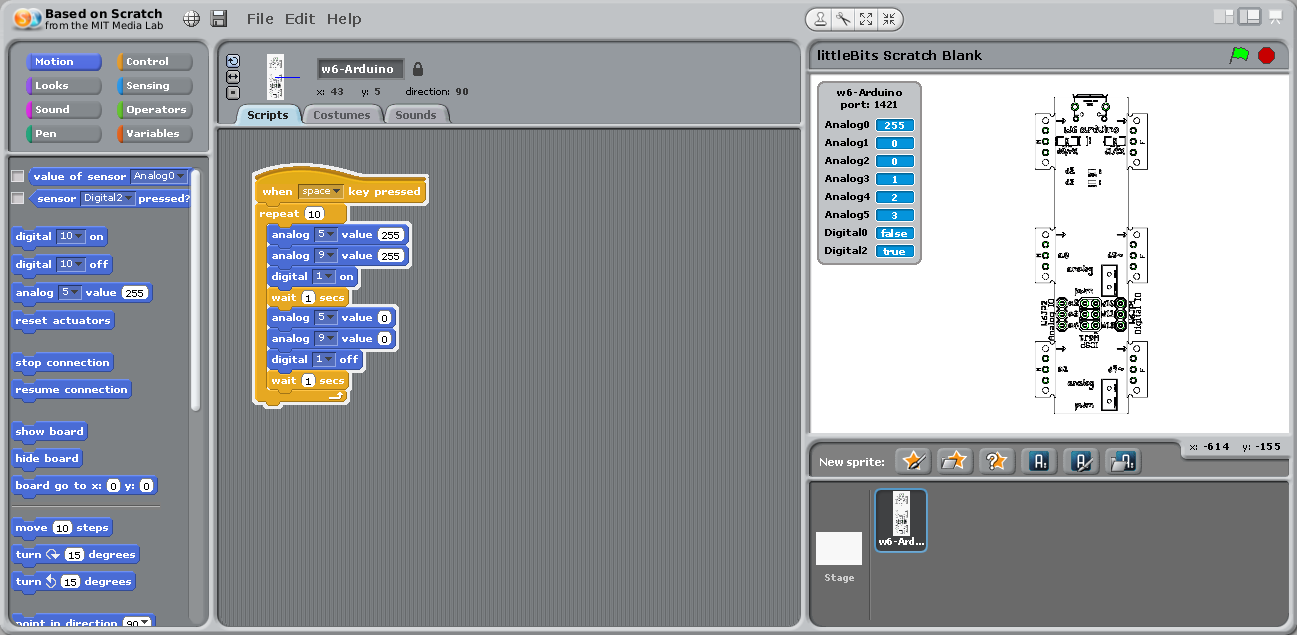 Based on Scratch
from the MIT Media Lab
File Edit Help
Motion Control
Looks Sensing
Sound Operators
Pen Variables
value of sensor Analog0
sensor Digital2 pressed?
digital 10 on
digital 10 off
analog 5 value 255
reset actuators
stop connection
resume connection
show board
hide board
board go to x: 0 y: 0
move 10 steps
turn 15 degrees
turn 15 degrees
point in direction 90
w6-Arduino
x: 43 y: 5 direction: 90
Scripts Costumes Sounds
when space key pressed
repeat 10
analog 5 value 255
analog 9 value 255
digital 1 on
wait 1 secs
analog 5 value 0
analog 9 value 0
digital 1 off
wait 1 secs
littleBits Scratch Blank
w6-Arduino
port: 1421
Analog0 255
Analog1 0
Analog2 0
Analog3 1
Analog4 2
Analog5 3
Digital0 false
Digital2 true
w6 arduino
analog
pwm
analog
pwm
x: -614 y: -155
New sprite:
w6-Ard...
Stage